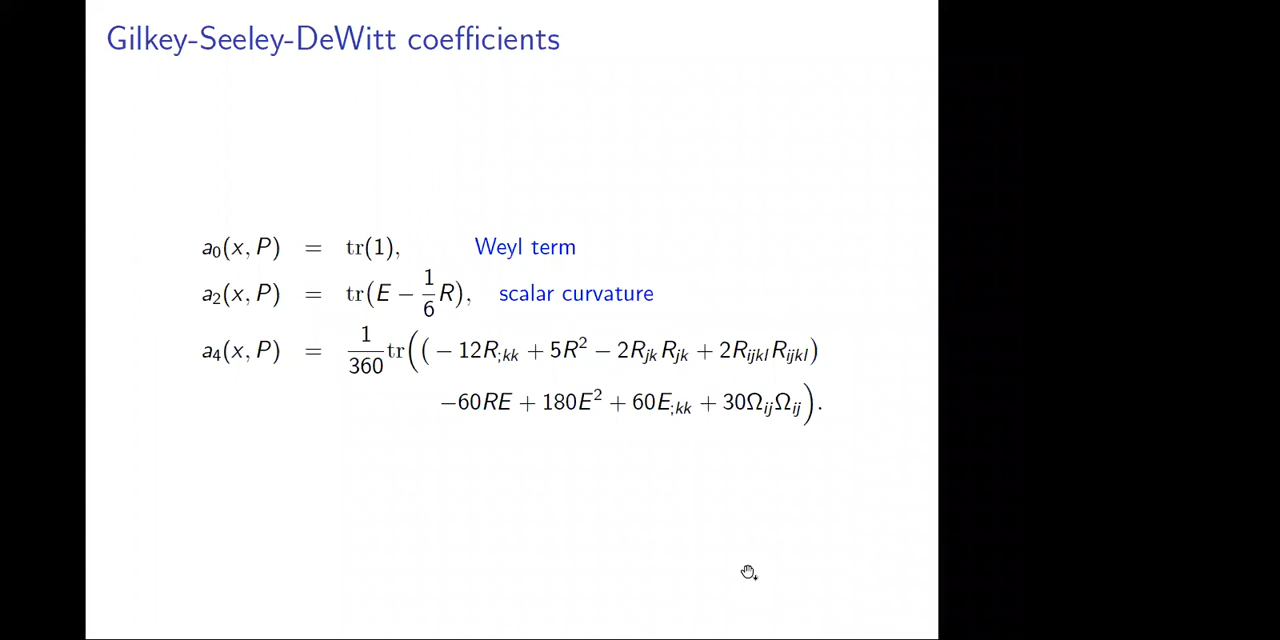 Gilkey-Seeley-DeWitt coefficients
a₀(x, P) = tr(1), Weyl term
a₂(x, P) = tr(E − 1/6 R), scalar curvature
a₄(x, P) = 1/360 tr((− 12R;kk + 5R² − 2RjkRjk + 2RijklRijkl)
−60RE + 180E² + 60E;kk + 30ΩijΩij).